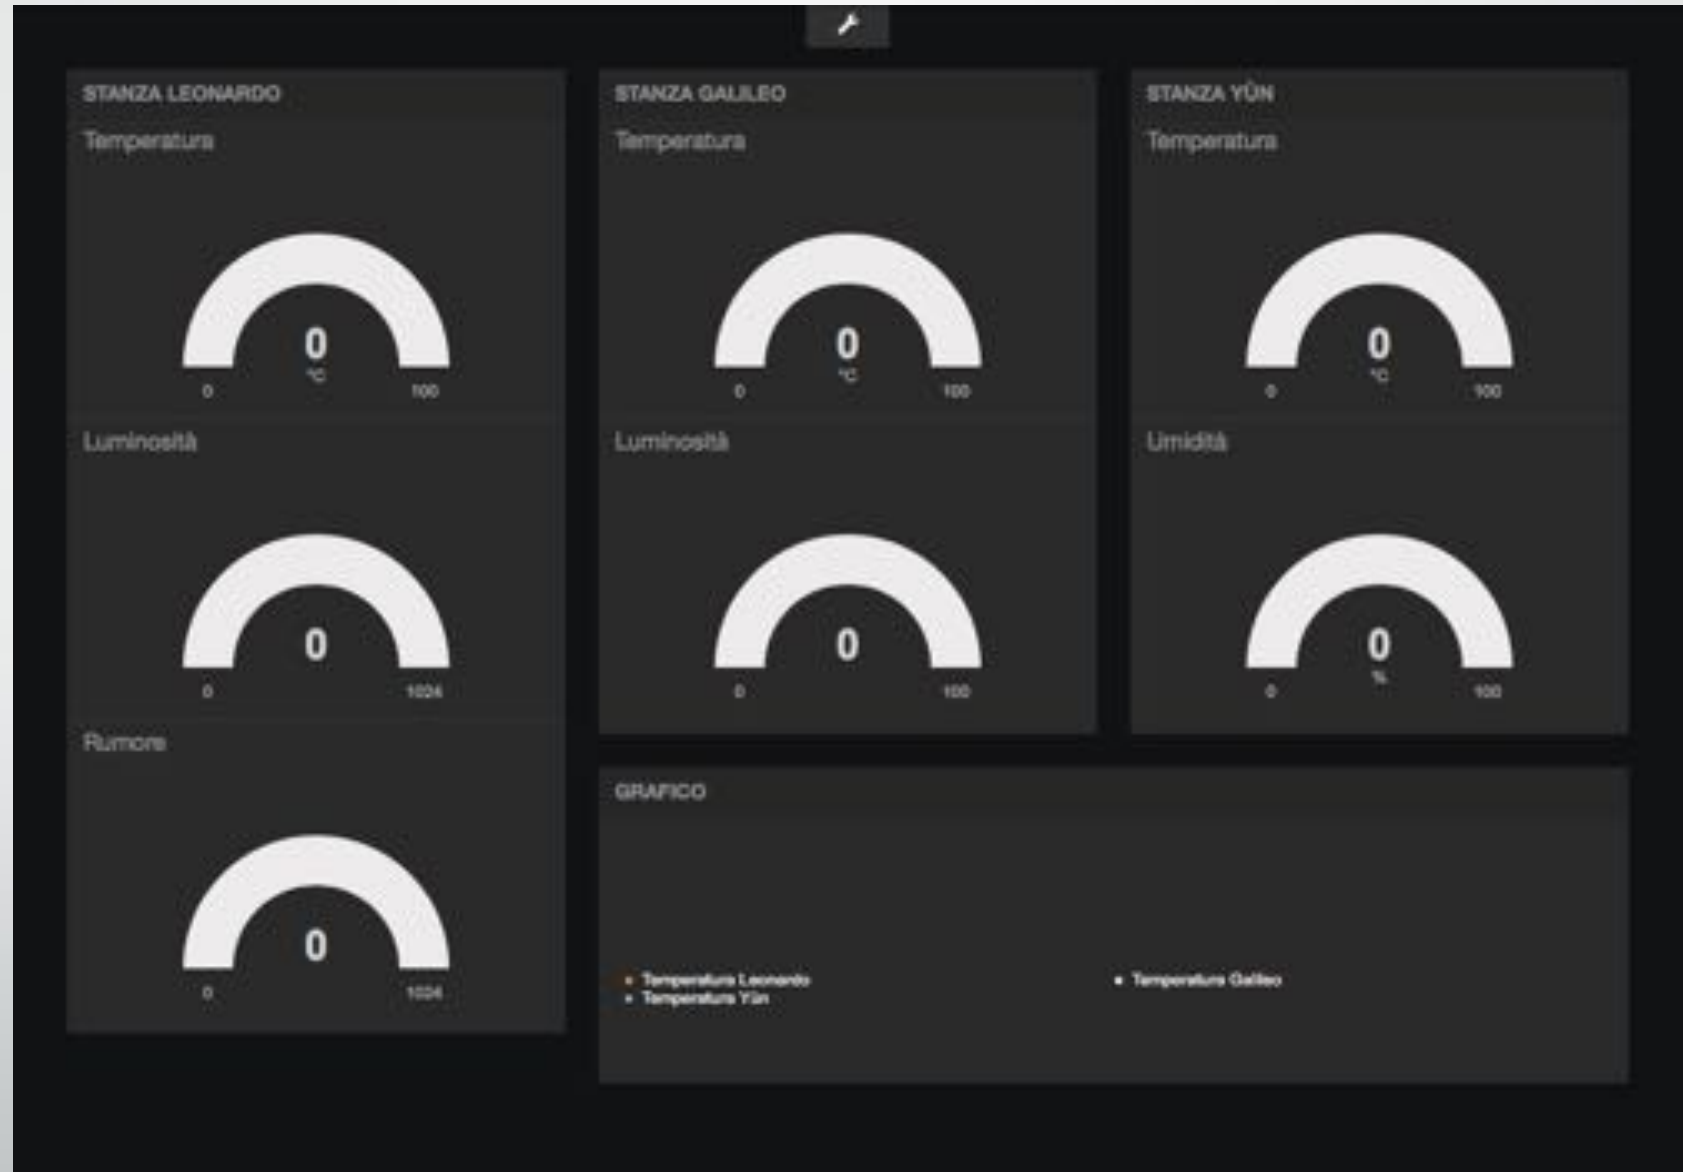 STANZA LEONARDO
Temperatura
0
°C
0 100
Luminosità
0
0 1024
Rumore
0
0 1024
STANZA GALILEO
Temperatura
0
°C
0 100
Luminosità
0
0 100
STANZA YÙN
Temperatura
0
°C
0 100
Umidità
0
%
0 100
GRAFICO
Temperatura Leonardo
Temperatura Galileo
Temperatura Yùn